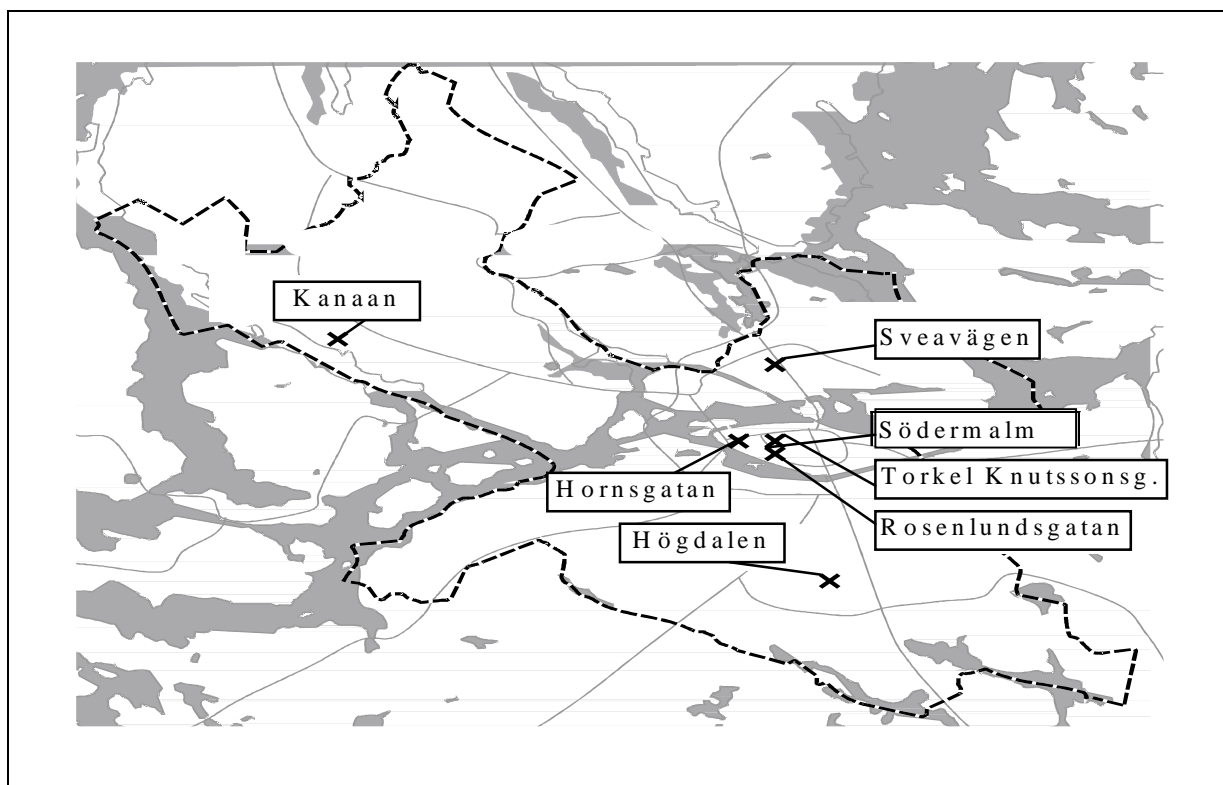 Kanaan
Sveavägen
Södermalm
Torkel Knutssonsg.
Hornsgatan
Rosenlundsgatan
Högdalen